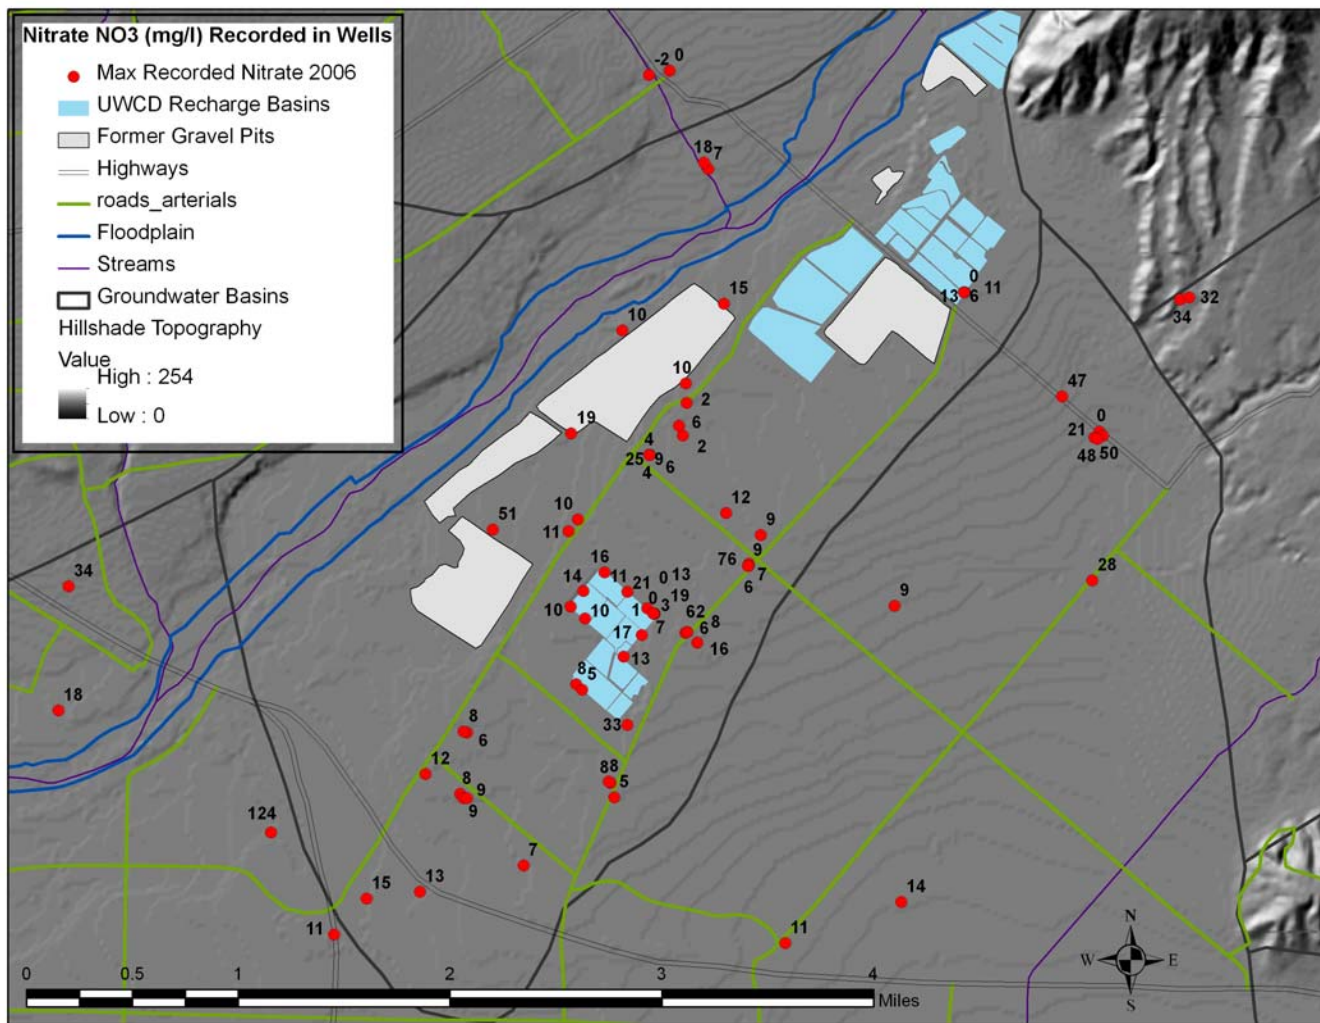 Nitrate NO3 (mg/l) Recorded in Wells
Max Recorded Nitrate 2006
UWCD Recharge Basins
Former Gravel Pits
Highways
roads_arterials
Floodplain
Streams
Groundwater Basins
Hillshade Topography
Value
High : 254
Low : 0
-2 0
18 7
15
10
0
13 6 11
32
34
10
2
47
19
6
2
4
25 9 6
4
0
21
48 50
51
10
11
12
9
9
76 7
6
28
34
16
14 11 21 0 13
10 10 1 0 3 19
17 7
62 8
6
16
9
13
18
8 5
33
8
6
12
8 9
9
88
5
124
7
15
13
11
14
11
N
W E
S
0 0.5 1 2 3 4
Miles